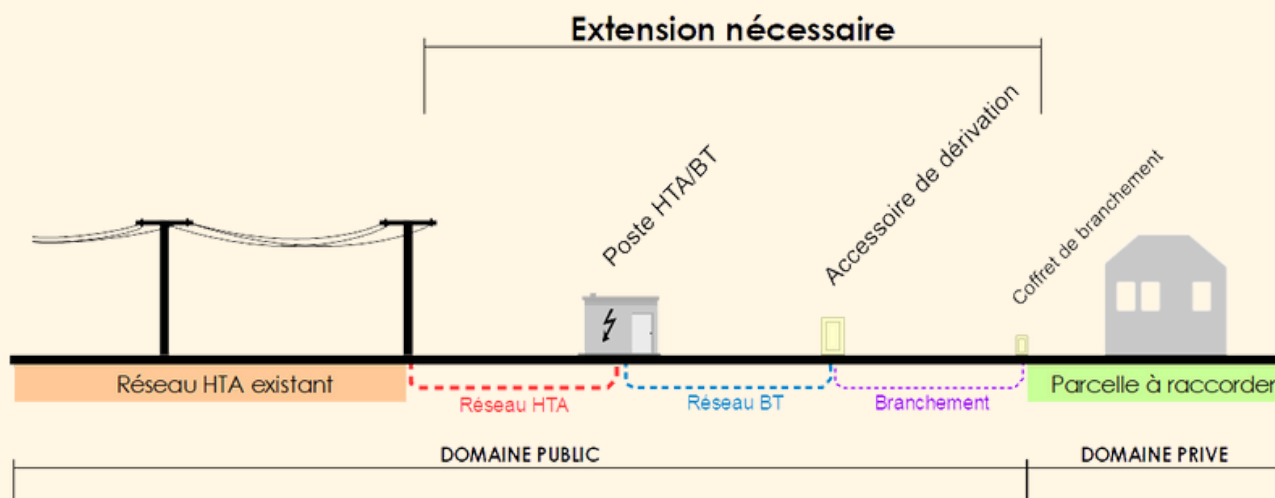 Extension nécessaire
Poste HTA/BT
Accessoire de dérivation
Coffret de branchement
Réseau HTA existant
Réseau HTA
Réseau BT
Branchement
Parcelle à raccorder
DOMAINE PUBLIC
DOMAINE PRIVE